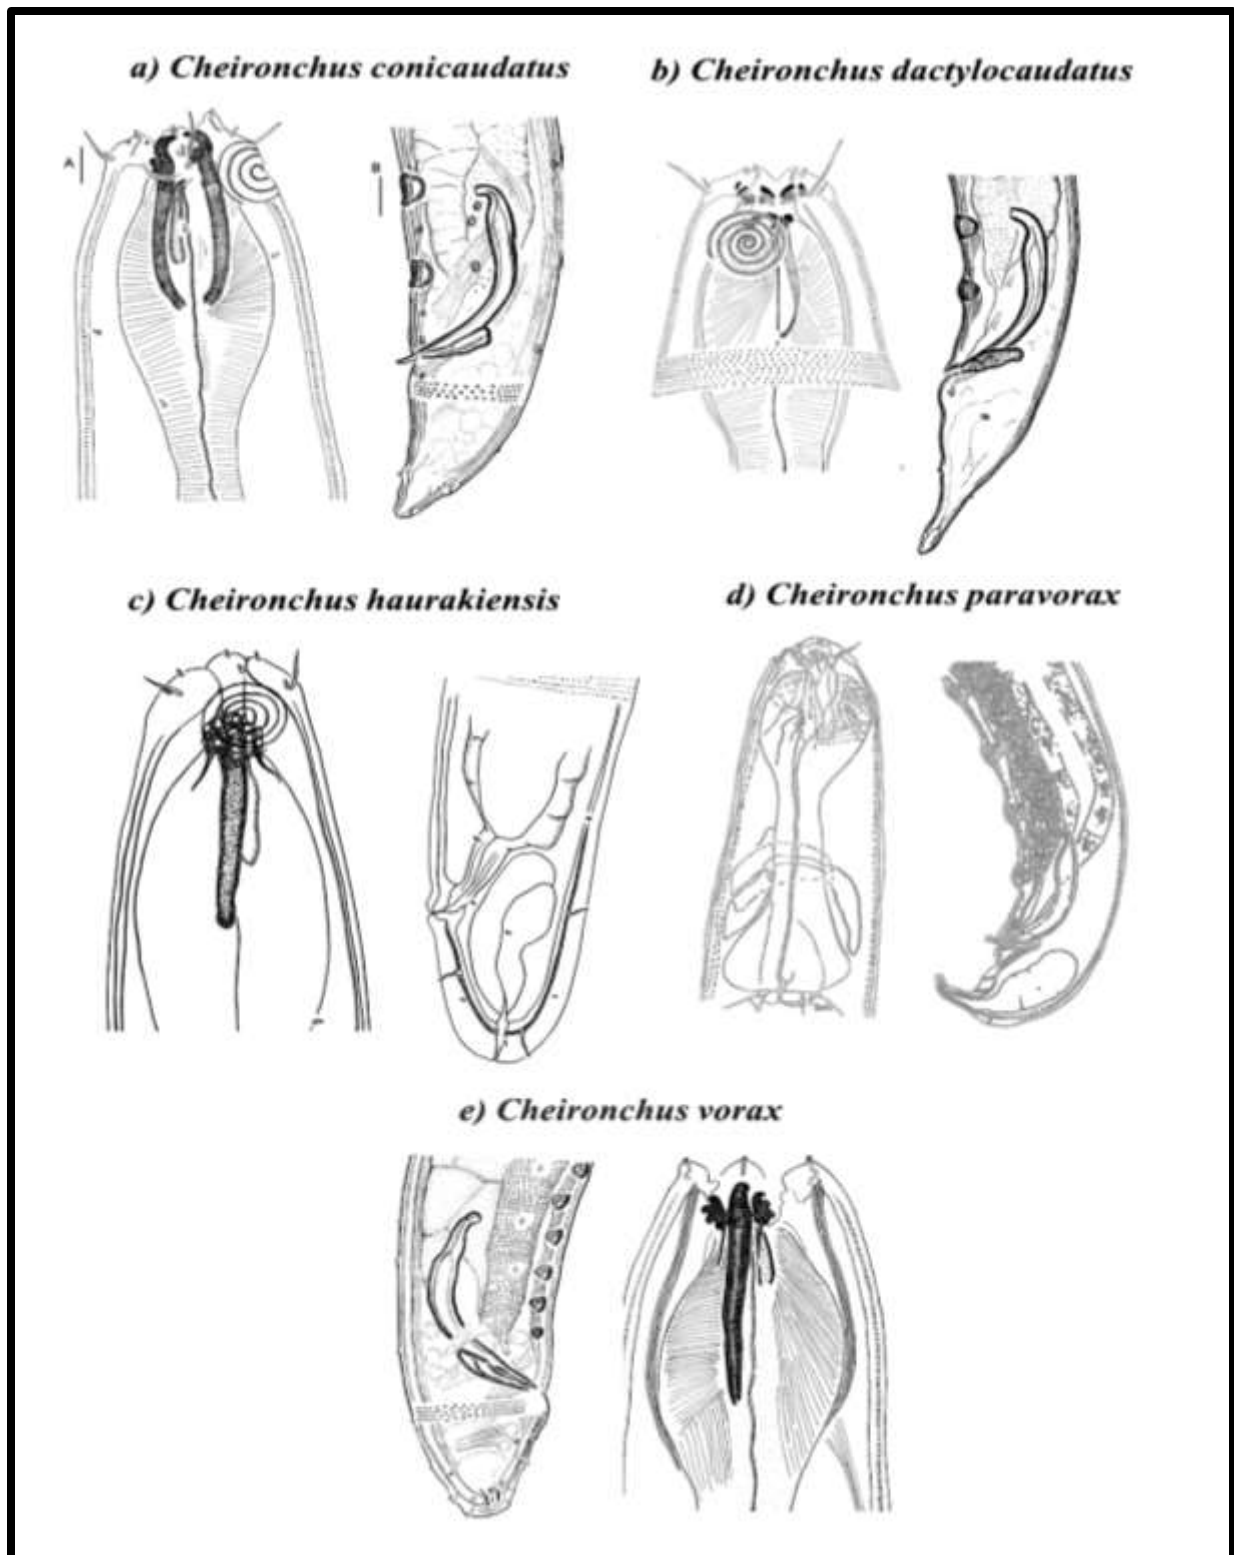 a) Cheironchus conicaudatus
b) Cheironchus dactylocaudatus
A
B
c) Cheironchus haurakiensis
d) Cheironchus paravorax
e) Cheironchus vorax